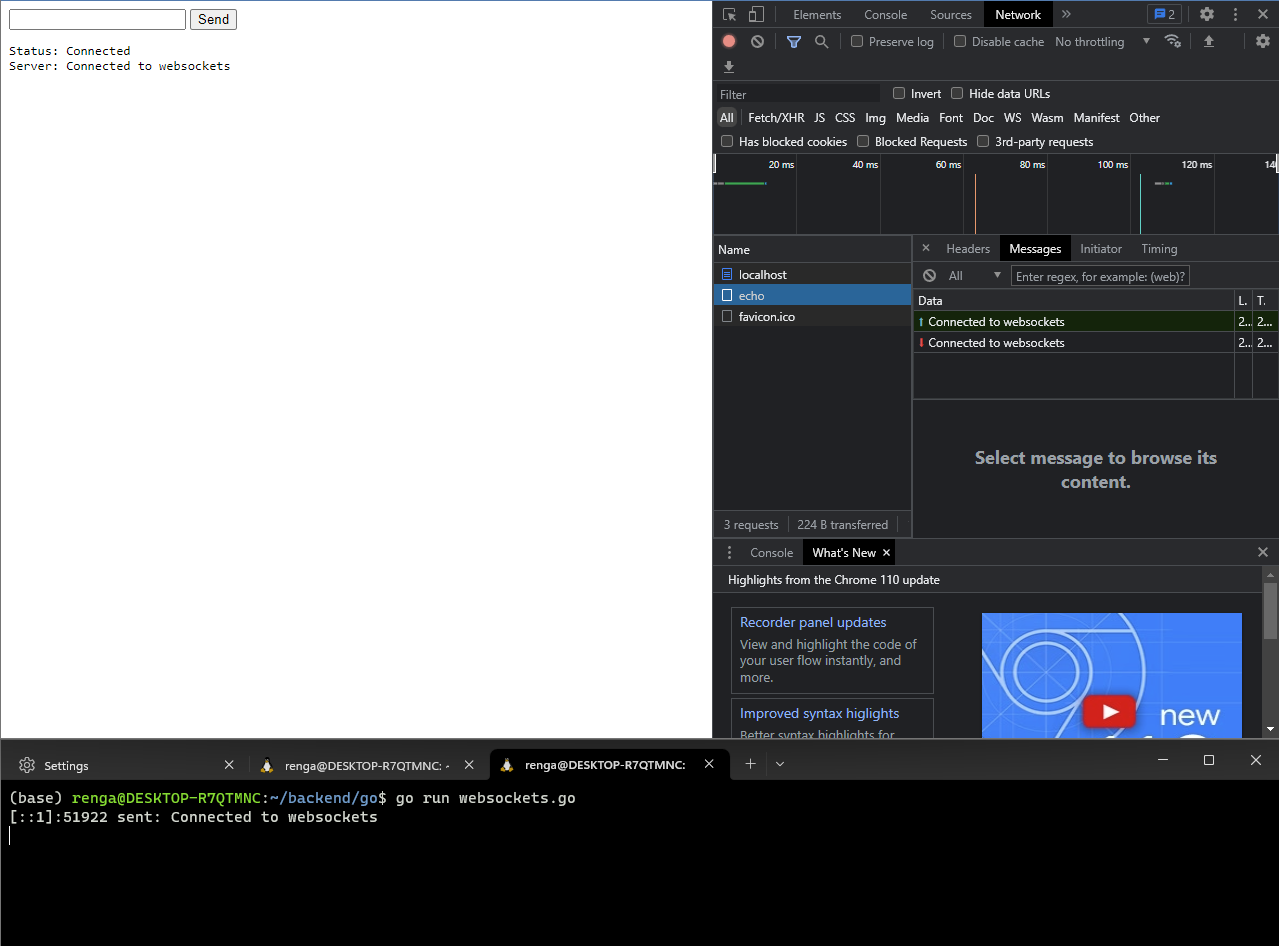 Send
Status: Connected
Server: Connected to websockets
Elements Console Sources Network 2
Preserve log Disable cache No throttling
Filter Invert Hide data URLs
All Fetch/XHR JS CSS Img Media Font Doc WS Wasm Manifest Other
Has blocked cookies Blocked Requests 3rd-party requests
20 ms 40 ms 60 ms 80 ms 100 ms 120 ms 14
Name
localhost
echo
favicon.ico
3 requests 224 B transferred
× Headers Messages Initiator Timing
All Enter regex, for example: (web)?
Data L. T.
↑ Connected to websockets 2... 2...
↓ Connected to websockets 2... 2...
Select message to browse its
content.
Console What's New ×
Highlights from the Chrome 110 update
Recorder panel updates
View and highlight the code of
your user flow instantly, and
more.
Improved syntax higlights
Better syntax highlights for
new
Settings renga@DESKTOP-R7QTMNC: ~ renga@DESKTOP-R7QTMNC:
(base) renga@DESKTOP-R7QTMNC:~/backend/go$ go run websockets.go
[::1]:51922 sent: Connected to websockets